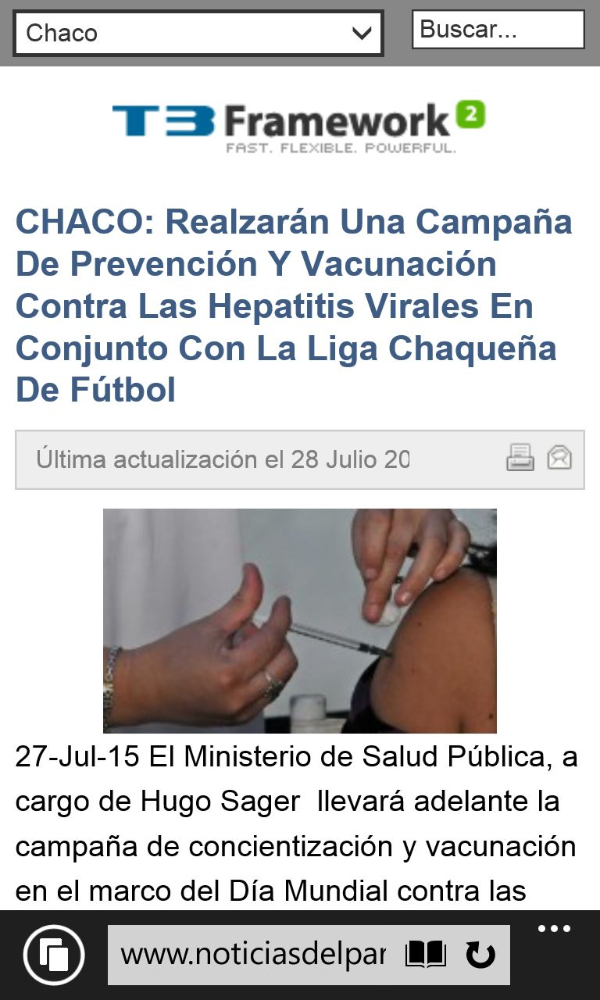 Chaco
Buscar...
T3 Framework 2
FAST. FLEXIBLE. POWERFUL.
CHACO: Realzarán Una Campaña
De Prevención Y Vacunación
Contra Las Hepatitis Virales En
Conjunto Con La Liga Chaqueña
De Fútbol
Última actualización el 28 Julio 20
27-Jul-15 El Ministerio de Salud Pública, a
cargo de Hugo Sager llevará adelante la
campaña de concientización y vacunación
en el marco del Día Mundial contra las
www.noticiasdelpar